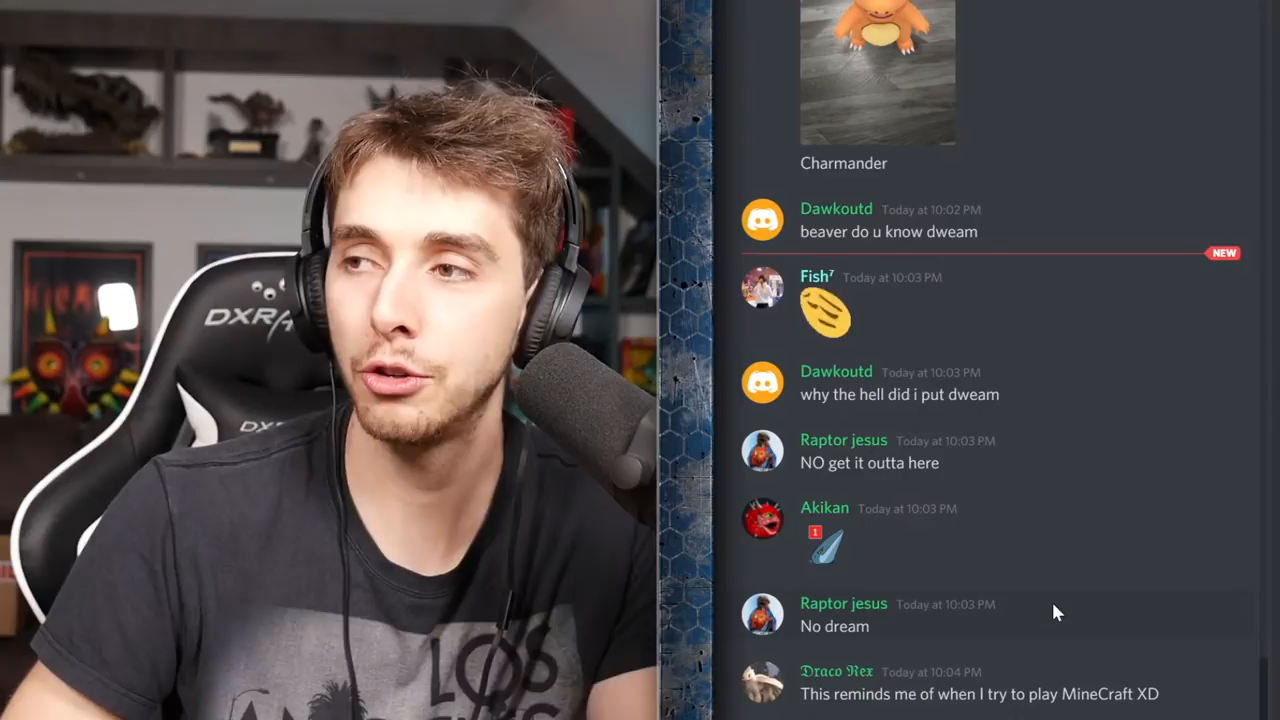 Charmander
Dawkoutd Today at 10:02 PM
beaver do u know dweam
NEW
Fish⁷ Today at 10:03 PM
Dawkoutd Today at 10:03 PM
why the hell did i put dweam
Raptor jesus Today at 10:03 PM
NO get it outta here
Akikan Today at 10:03 PM
1
Raptor jesus Today at 10:03 PM
No dream
𝔇𝔯𝔞𝔠𝔬 ℜ𝔢𝔵 Today at 10:04 PM
This reminds me of when I try to play MineCraft XD
LOS